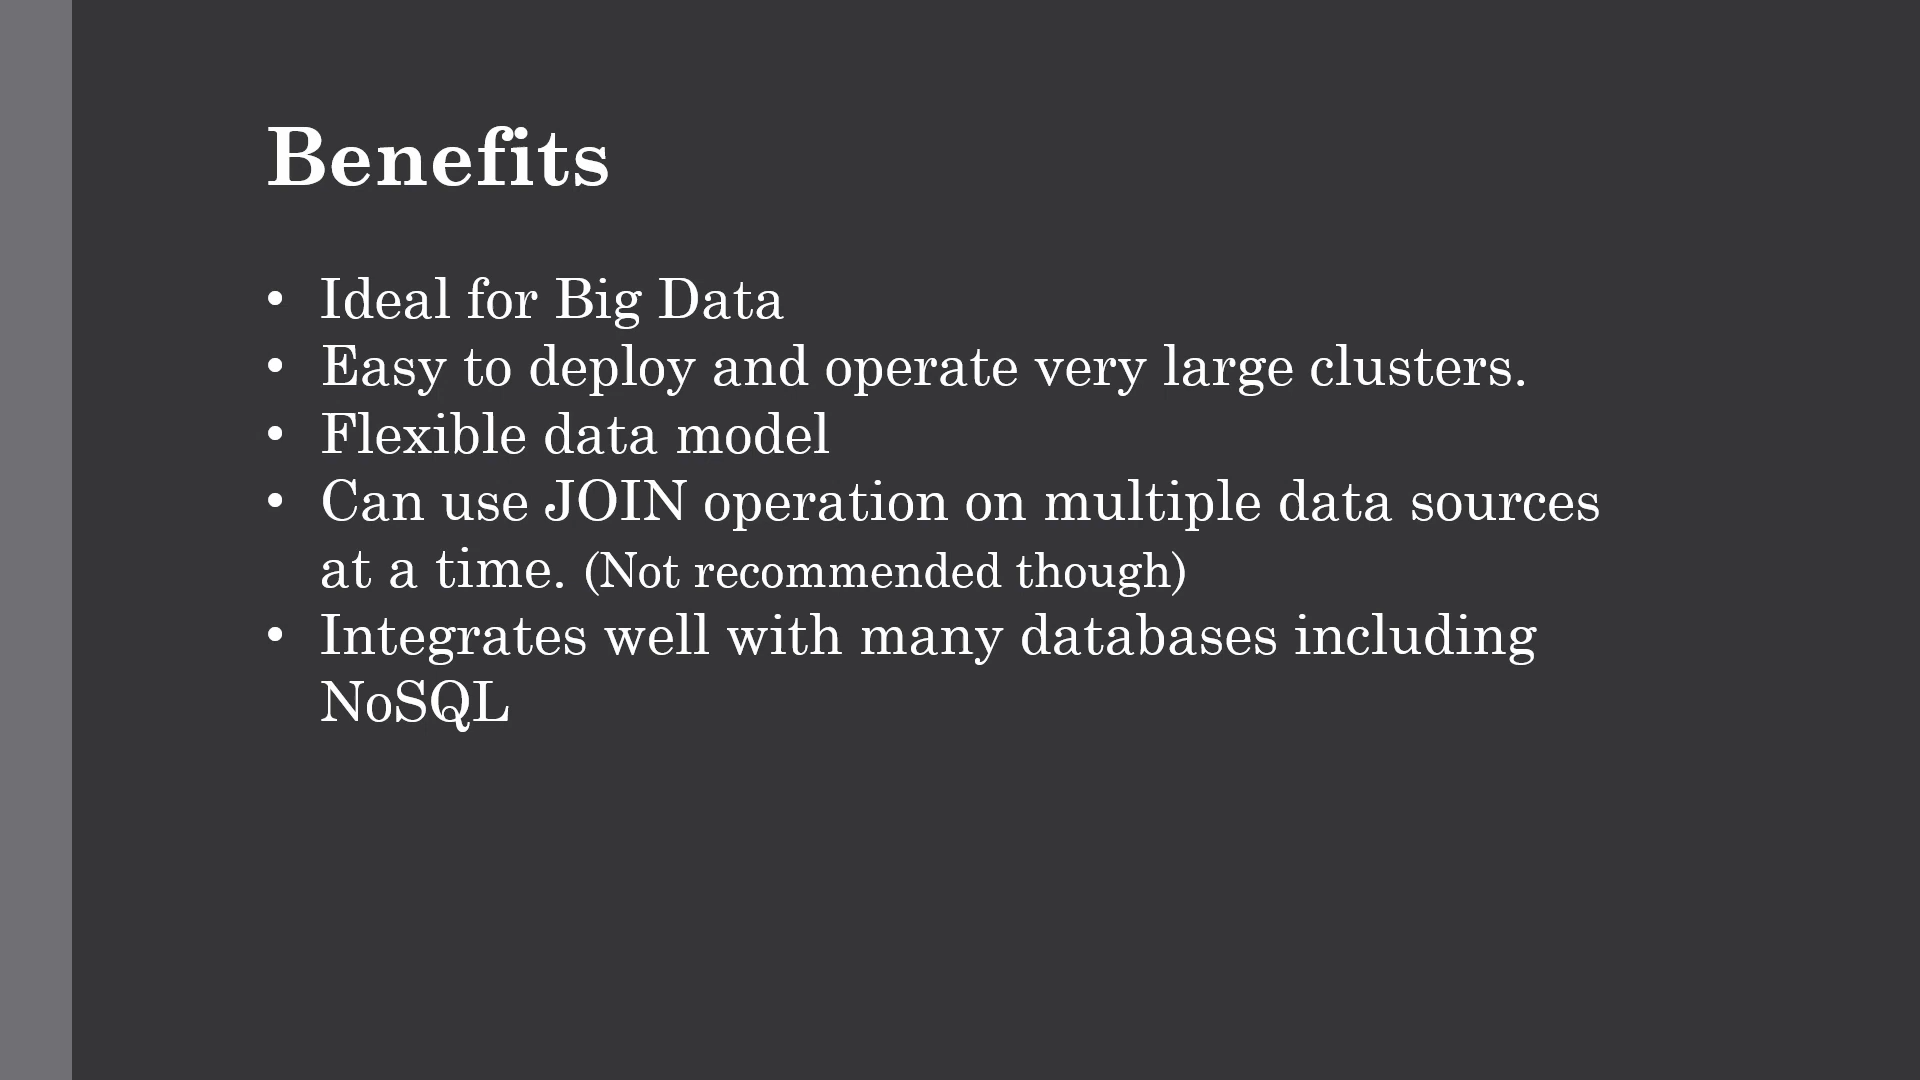 Benefits
• Ideal for Big Data
• Easy to deploy and operate very large clusters.
• Flexible data model
• Can use JOIN operation on multiple data sources
at a time. (Not recommended though)
• Integrates well with many databases including
NoSQL